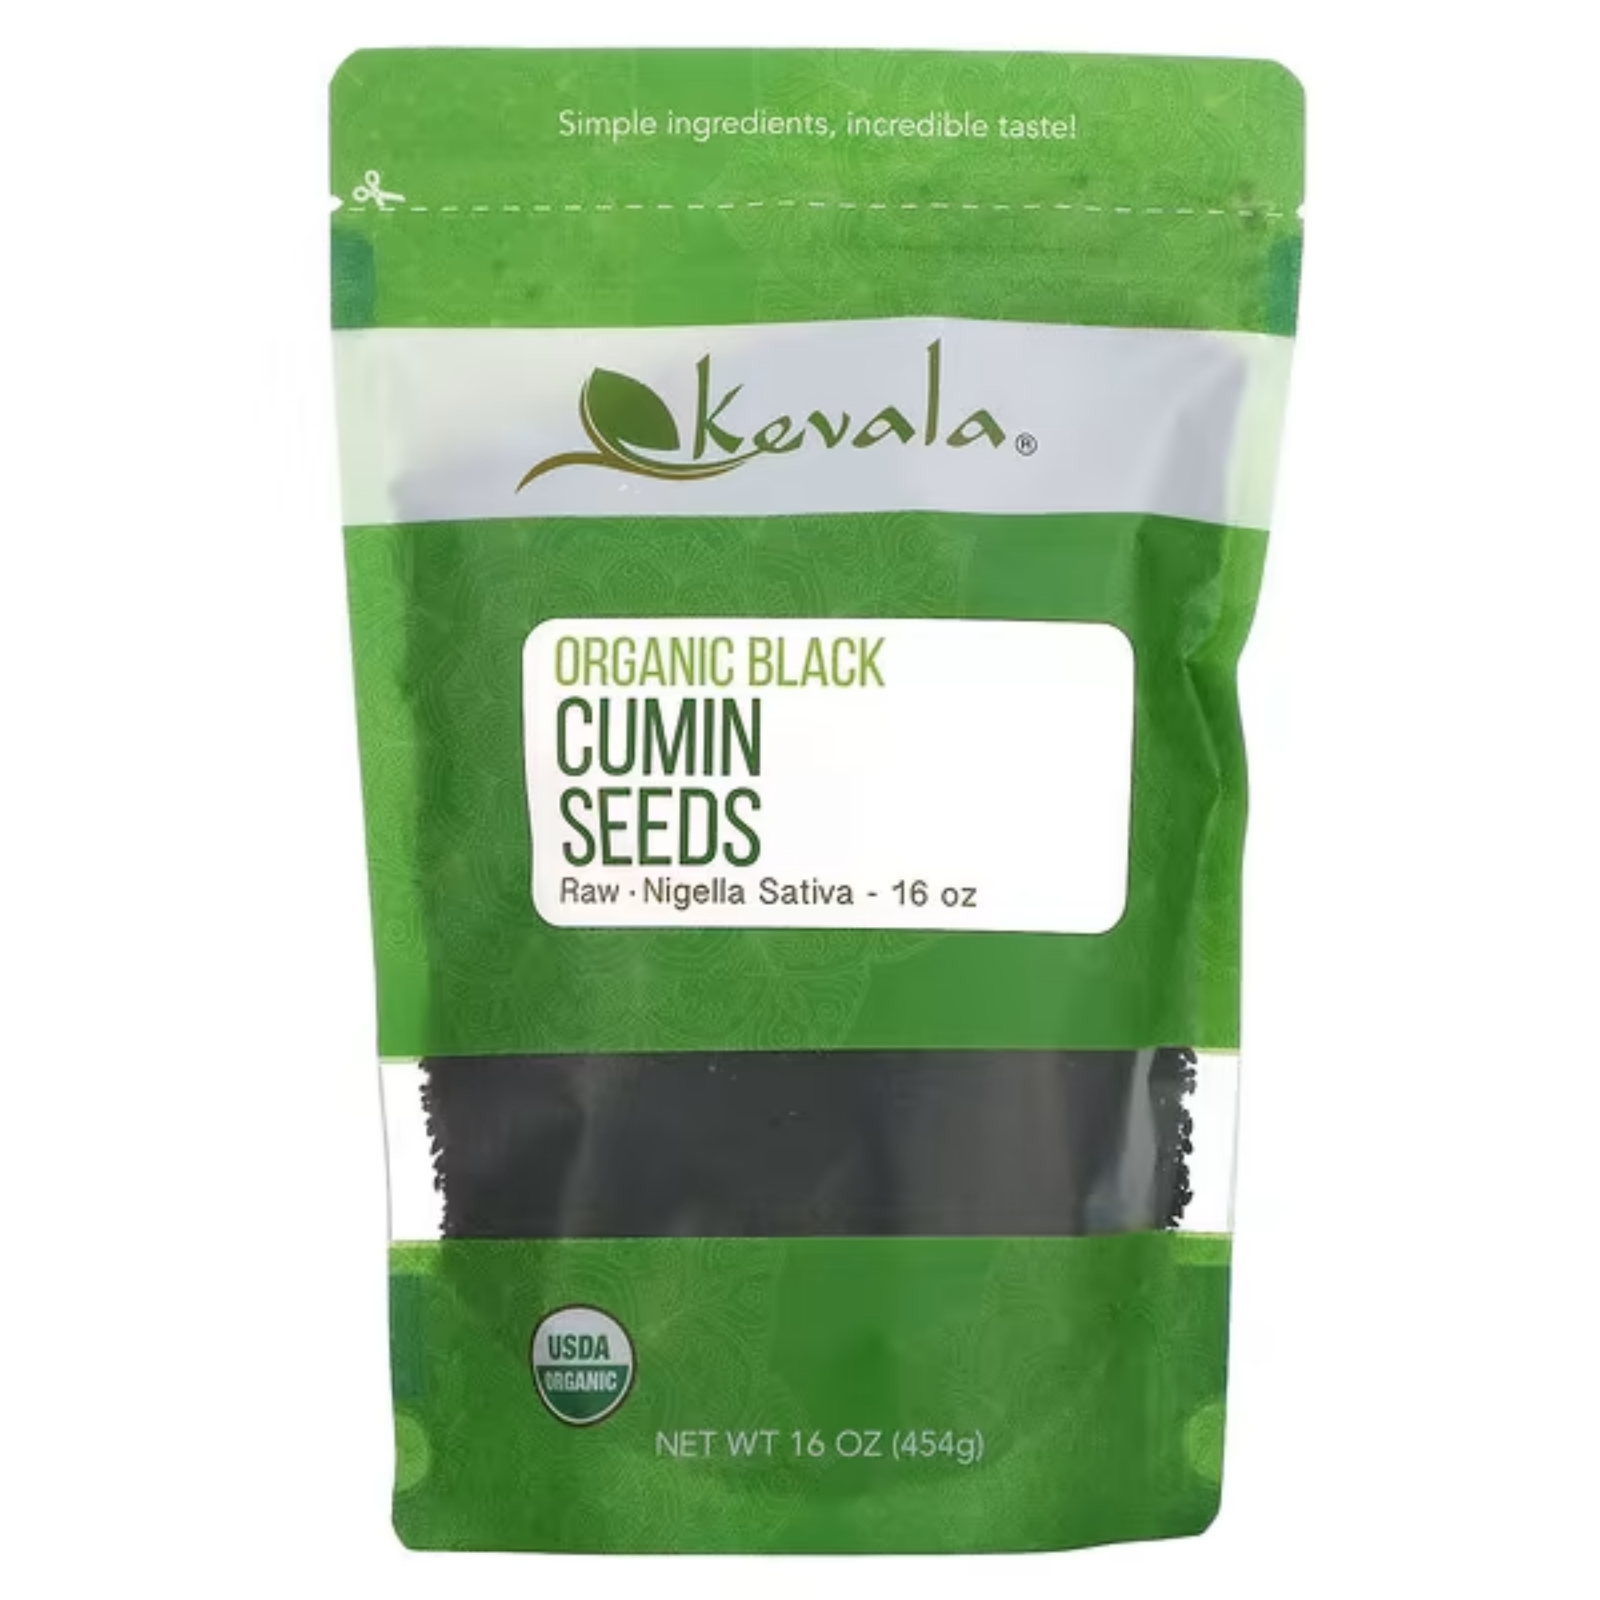 Simple ingredients, incredible taste!
Kevala®
ORGANIC BLACK
CUMIN
SEEDS
Raw · Nigella Sativa - 16 oz
USDA
ORGANIC
NET WT 16 OZ (454g)